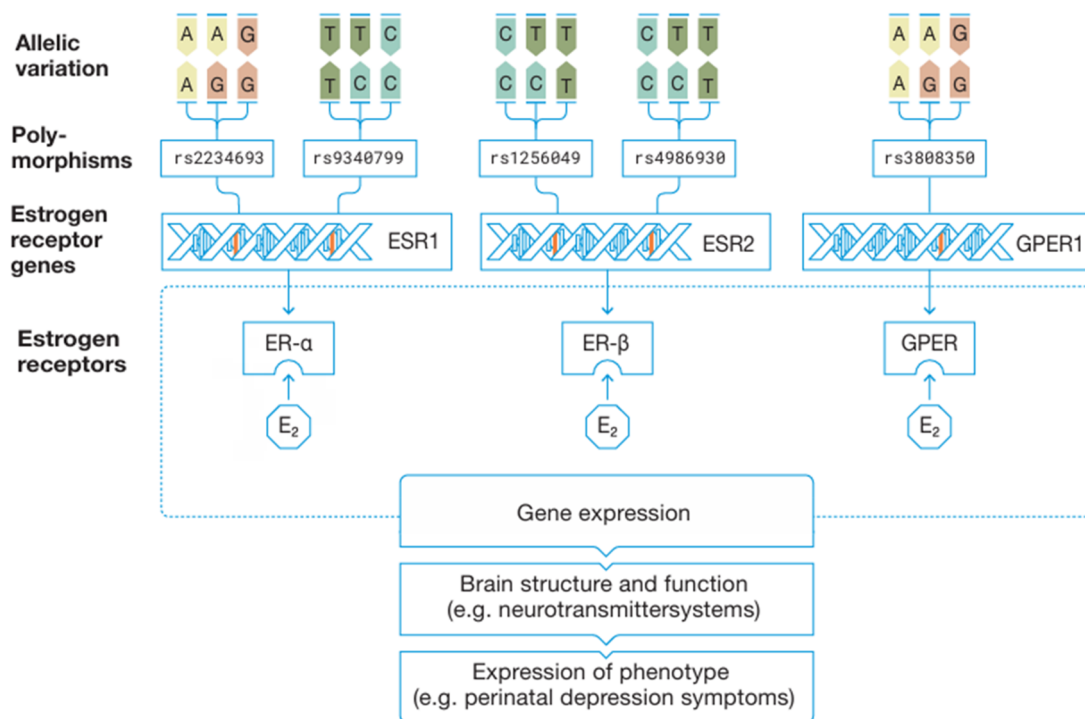 Allelic
variation
A A G
A G G
T T C
T C C
C T T
C C T
C T T
C C T
A A G
A G G
Poly-
morphisms
rs2234693
rs9340799
rs1256049
rs4986930
rs3808350
Estrogen
receptor
genes
ESR1
ESR2
GPER1
Estrogen
receptors
ER-α
ER-β
GPER
E₂
E₂
E₂
Gene expression
Brain structure and function
(e.g. neurotransmittersystems)
Expression of phenotype
(e.g. perinatal depression symptoms)